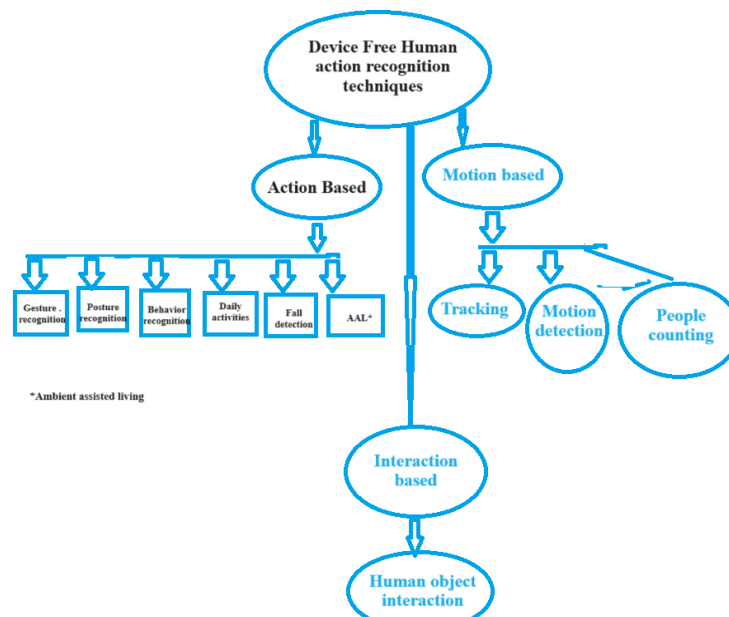 Device Free Human
action recognition
techniques
Action Based
Motion based
Gesture .
recognition
Posture
recognition
Behavior
recognition
Daily
activities
Fall
detection
AAL*
Tracking
Motion
detection
People
counting
*Ambient assisted living
Interaction
based
Human object
interaction